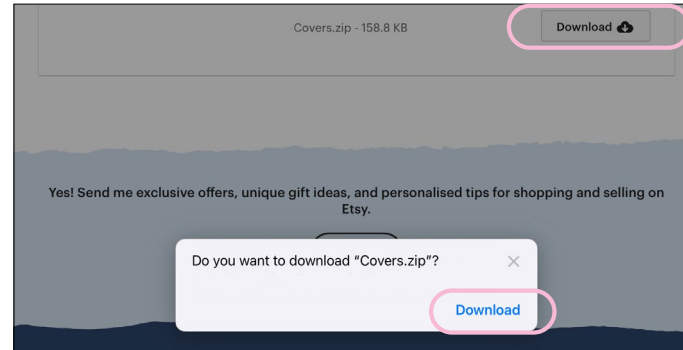 Covers.zip - 158.8 KB
Download
Yes! Send me exclusive offers, unique gift ideas, and personalised tips for shopping and selling on
Etsy.
Do you want to download “Covers.zip”?
Download